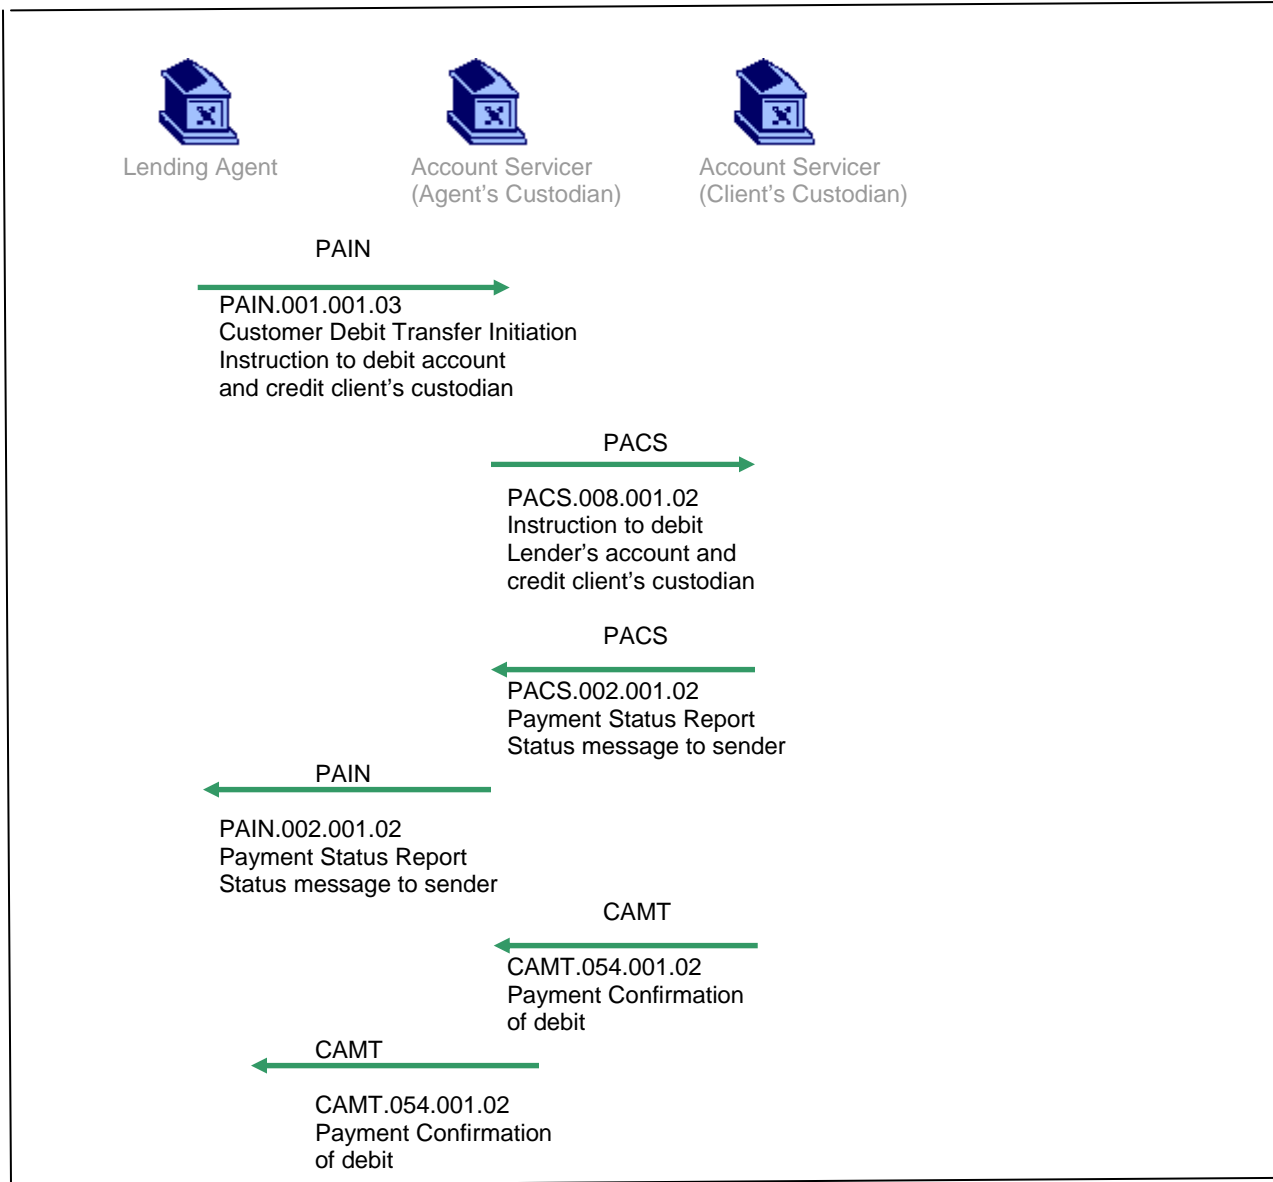 Lending Agent
Account Servicer
(Agent's Custodian)
Account Servicer
(Client's Custodian)
PAIN
PAIN.001.001.03
Customer Debit Transfer Initiation
Instruction to debit account
and credit client's custodian
PACS
PACS.008.001.02
Instruction to debit
Lender's account and
credit client's custodian
PACS
PACS.002.001.02
Payment Status Report
Status message to sender
PAIN
PAIN.002.001.02
Payment Status Report
Status message to sender
CAMT
CAMT.054.001.02
Payment Confirmation
of debit
CAMT
CAMT.054.001.02
Payment Confirmation
of debit